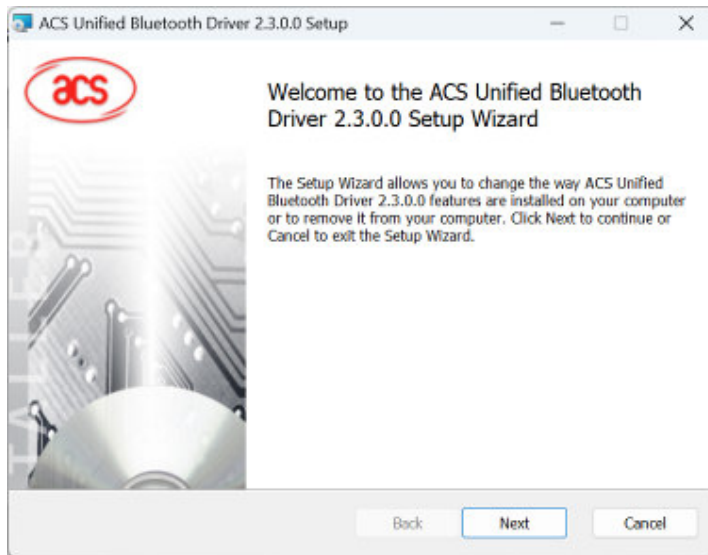 ACS Unified Bluetooth Driver 2.3.0.0 Setup
acs
Welcome to the ACS Unified Bluetooth
Driver 2.3.0.0 Setup Wizard
The Setup Wizard allows you to change the way ACS Unified
Bluetooth Driver 2.3.0.0 features are installed on your computer
or to remove it from your computer. Click Next to continue or
Cancel to exit the Setup Wizard.
Back
Next
Cancel